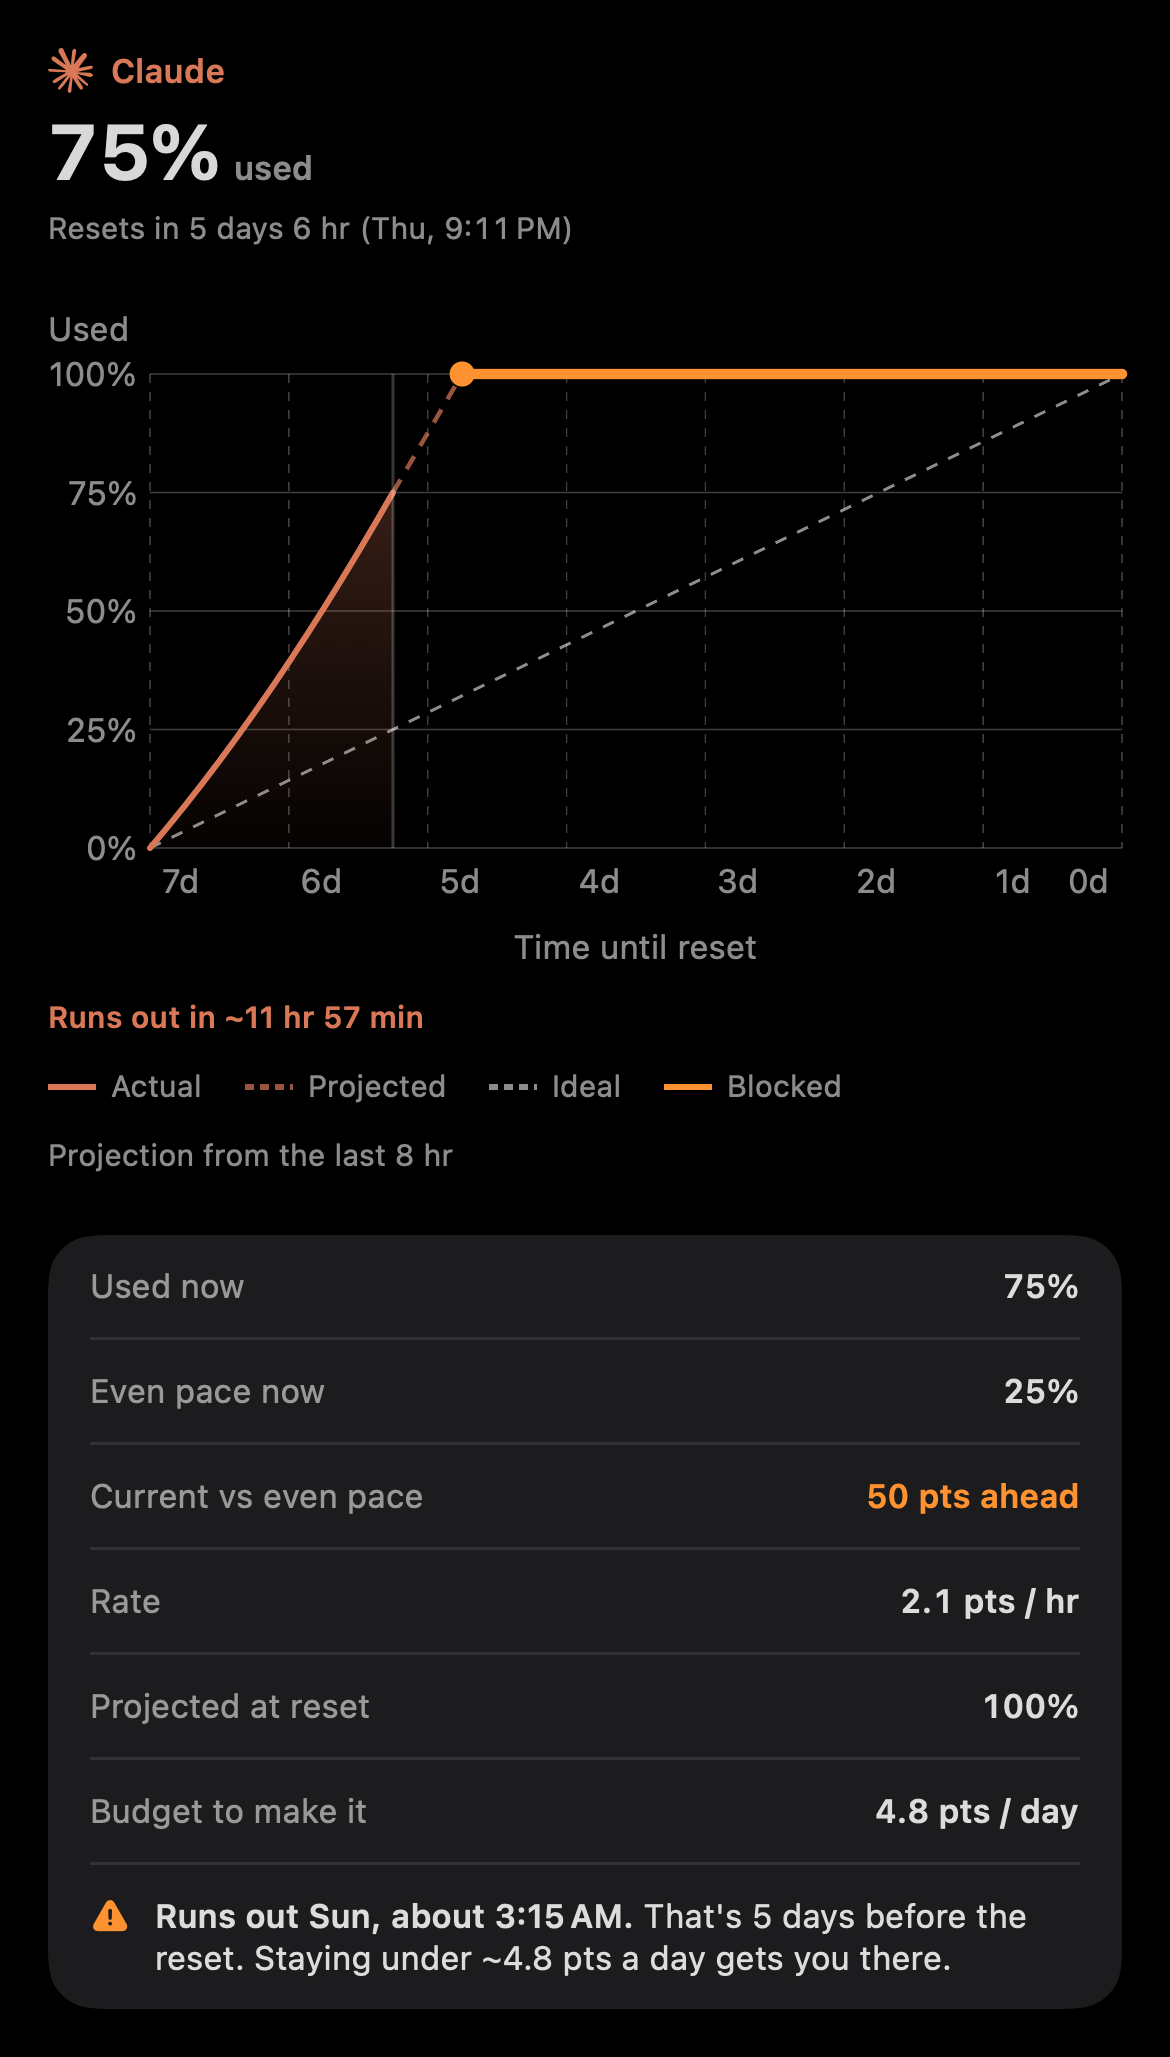 Claude
75% used
Resets in 5 days 6 hr (Thu, 9:11 PM)
Used
100%
75%
50%
25%
0%
7d 6d 5d 4d 3d 2d 1d 0d
Time until reset
Runs out in ~11 hr 57 min
Actual Projected Ideal Blocked
Projection from the last 8 hr
Used now 75%
Even pace now 25%
Current vs even pace 50 pts ahead
Rate 2.1 pts / hr
Projected at reset 100%
Budget to make it 4.8 pts / day
Runs out Sun, about 3:15 AM. That's 5 days before the
reset. Staying under ~4.8 pts a day gets you there.